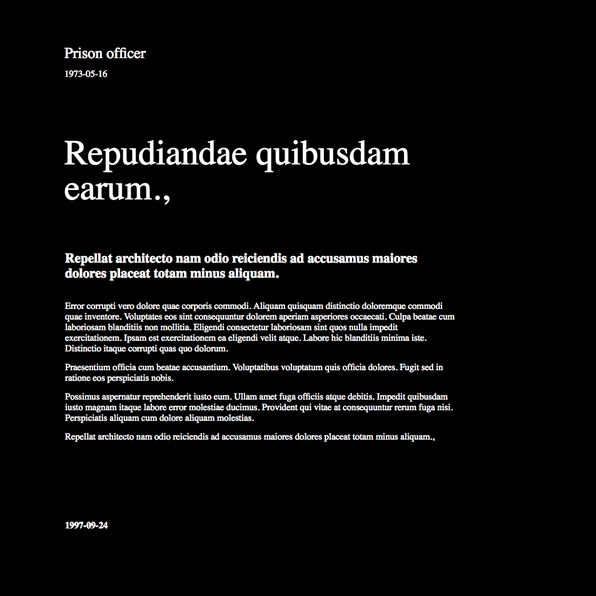 Prison officer
1973-05-16
Repudiandae quibusdam
earum.,
Repellat architecto nam odio reiciendis ad accusamus maiores
dolores placeat totam minus aliquam.
Error corrupti vero dolore quae corporis commodi. Aliquam quisquam distinctio doloremque commodi
quae inventore. Voluptates eos sint consequuntur dolorem aperiam asperiores occaecati. Culpa beatae cum
laboriosam blanditiis non mollitia. Eligendi consectetur laboriosam sint quos nulla impedit
exercitationem. Ipsam est exercitationem ea eligendi velit atque. Labore hic blanditiis minima iste.
Distinctio itaque corrupti quas quo dolorum.
Praesentium officia cum beatae accusantium. Voluptatibus voluptatum quis officia dolores. Fugit sed in
ratione eos perspiciatis nobis.
Possimus aspernatur reprehenderit iusto eum. Ullam amet fuga officiis atque debitis. Impedit quibusdam
iusto magnam itaque labore error molestiae ducimus. Provident qui vitae at consequuntur rerum fuga nisi.
Perspiciatis aliquam cum dolore aliquam molestias.
Repellat architecto nam odio reiciendis ad accusamus maiores dolores placeat totam minus aliquam.,
1997-09-24